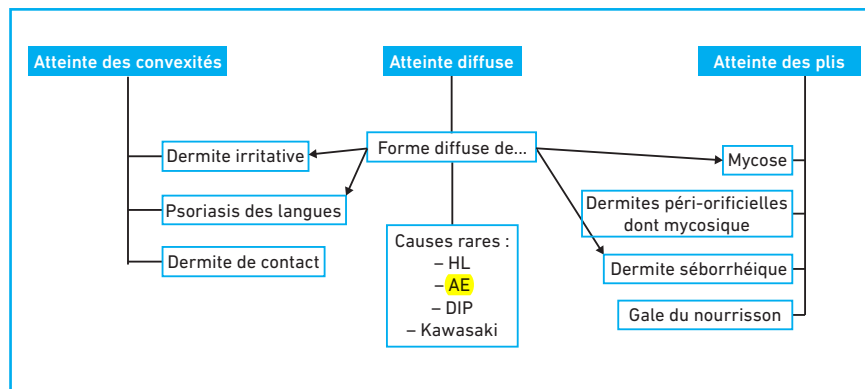 Atteinte des convexités
Atteinte diffuse
Atteinte des plis
Dermite irritative
Forme diffuse de...
Mycose
Psoriasis des langues
Dermites péri-orificielles
dont mycosique
Dermite de contact
Causes rares :
– HL
– AE
– DIP
– Kawasaki
Dermite séborrhéique
Gale du nourrisson